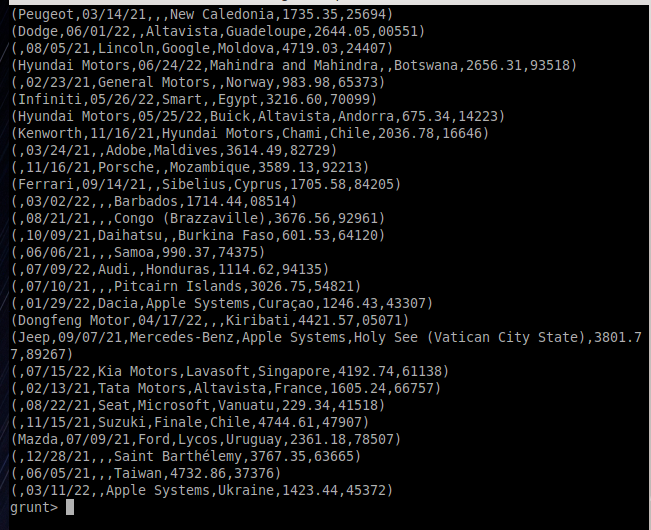 (Peugeot,03/14/21,,,New Caledonia,1735.35,25694)
(Dodge,06/01/22,,Altavista,Guadeloupe,2644.05,00551)
(,08/05/21,Lincoln,Google,Moldova,4719.03,24407)
(Hyundai Motors,06/24/22,Mahindra and Mahindra,,Botswana,2656.31,93518)
(,02/23/21,General Motors,,Norway,983.98,65373)
(Infiniti,05/26/22,Smart,,Egypt,3216.60,70099)
(Hyundai Motors,05/25/22,Buick,Altavista,Andorra,675.34,14223)
(Kenworth,11/16/21,Hyundai Motors,Chami,Chile,2036.78,16646)
(,03/24/21,,Adobe,Maldives,3614.49,82729)
(,11/16/21,Porsche,,Mozambique,3589.13,92213)
(Ferrari,09/14/21,,Sibelius,Cyprus,1705.58,84205)
(,03/02/22,,,Barbados,1714.44,08514)
(,08/21/21,,,Congo (Brazzaville),3676.56,92961)
(,10/09/21,Daihatsu,,Burkina Faso,601.53,64120)
(,06/06/21,,,Samoa,990.37,74375)
(,07/09/22,Audi,,Honduras,1114.62,94135)
(,07/10/21,,,Pitcairn Islands,3026.75,54821)
(,01/29/22,Dacia,Apple Systems,Curaçao,1246.43,43307)
(Dongfeng Motor,04/17/22,,,Kiribati,4421.57,05071)
(Jeep,09/07/21,Mercedes-Benz,Apple Systems,Holy See (Vatican City State),3801.7
7,89267)
(,07/15/22,Kia Motors,Lavasoft,Singapore,4192.74,61138)
(,02/13/21,Tata Motors,Altavista,France,1605.24,66757)
(,08/22/21,Seat,Microsoft,Vanuatu,229.34,41518)
(,11/15/21,Suzuki,Finale,Chile,4744.61,47907)
(Mazda,07/09/21,Ford,Lycos,Uruguay,2361.18,78507)
(,12/28/21,,,Saint Barthélemy,3767.35,63665)
(,06/05/21,,,Taiwan,4732.86,37376)
(,03/11/22,,Apple Systems,Ukraine,1423.44,45372)
grunt>